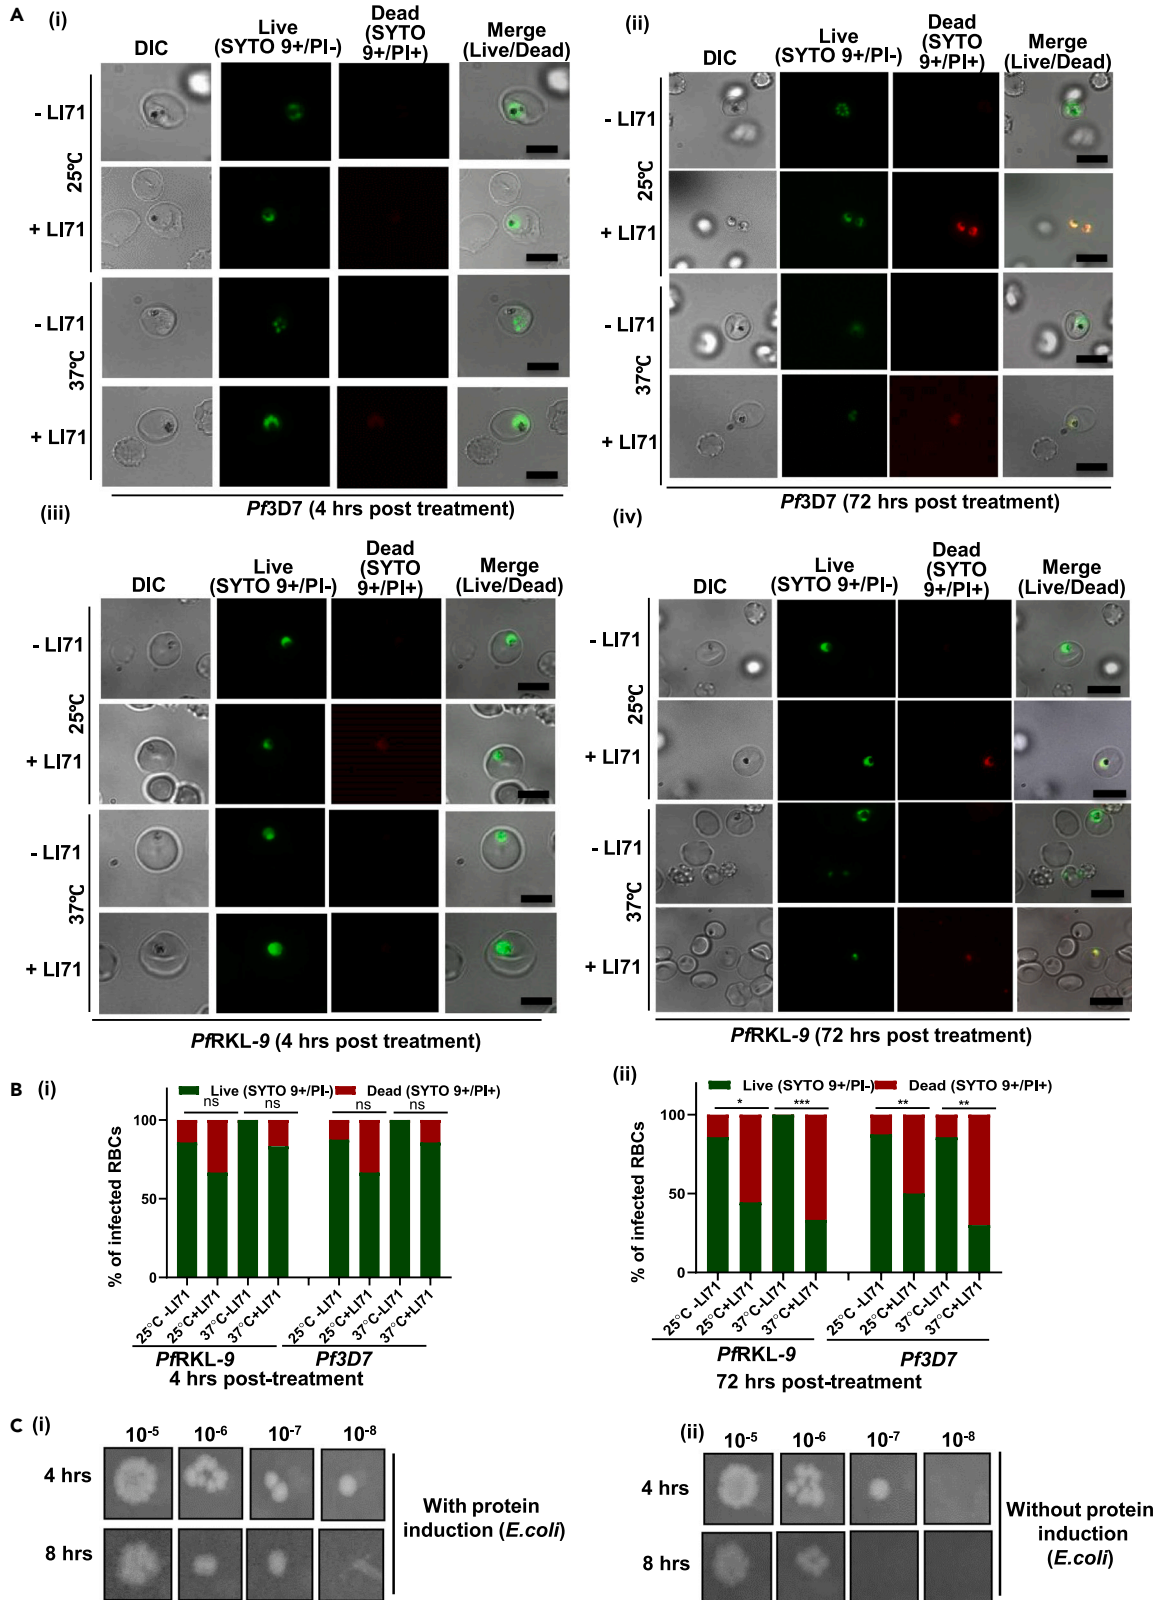 A (i)
DIC
Live
(SYTO 9+/PI-)
Dead
(SYTO
9+/PI+)
Merge
(Live/Dead)
- LI71
25℃
+ LI71
- LI71
37℃
+ LI71
Pf3D7 (4 hrs post treatment)
(ii)
DIC
Live
(SYTO 9+/PI-)
Dead
(SYTO
9+/PI+)
Merge
(Live/Dead)
- LI71
25℃
+ LI71
- LI71
37℃
+ LI71
Pf3D7 (72 hrs post treatment)
(iii)
DIC
Live
(SYTO 9+/PI-)
Dead
(SYTO
9+/PI+)
Merge
(Live/Dead)
- LI71
25℃
+ LI71
- LI71
37℃
+ LI71
PfRKL-9 (4 hrs post treatment)
(iv)
DIC
Live
(SYTO 9+/PI-)
Dead
(SYTO
9+/PI+)
Merge
(Live/Dead)
- LI71
25℃
+ LI71
- LI71
37℃
+ LI71
PfRKL-9 (72 hrs post treatment)
B (i)
Live (SYTO 9+/PI-) Dead (SYTO 9+/PI+)
ns ns ns ns
% of infected RBCs
100
50
0
25°C -LI71 25°C+LI71 37°C-LI71 37°C+LI71 25°C -LI71 25°C+LI71 37°C-LI71 37°C+LI71
PfRKL-9 Pf3D7
4 hrs post-treatment
(ii)
Live (SYTO 9+/PI-) Dead (SYTO 9+/PI+)
* *** ** **
% of infected RBCs
100
50
0
25°C -LI71 25°C+LI71 37°C-LI71 37°C+LI71 25°C -LI71 25°C+LI71 37°C-LI71 37°C+LI71
PfRKL-9 Pf3D7
72 hrs post-treatment
C (i)
10⁻⁵ 10⁻⁶ 10⁻⁷ 10⁻⁸
4 hrs
8 hrs
With protein
induction (E.coli)
(ii)
10⁻⁵ 10⁻⁶ 10⁻⁷ 10⁻⁸
4 hrs
8 hrs
Without protein
induction
(E.coli)